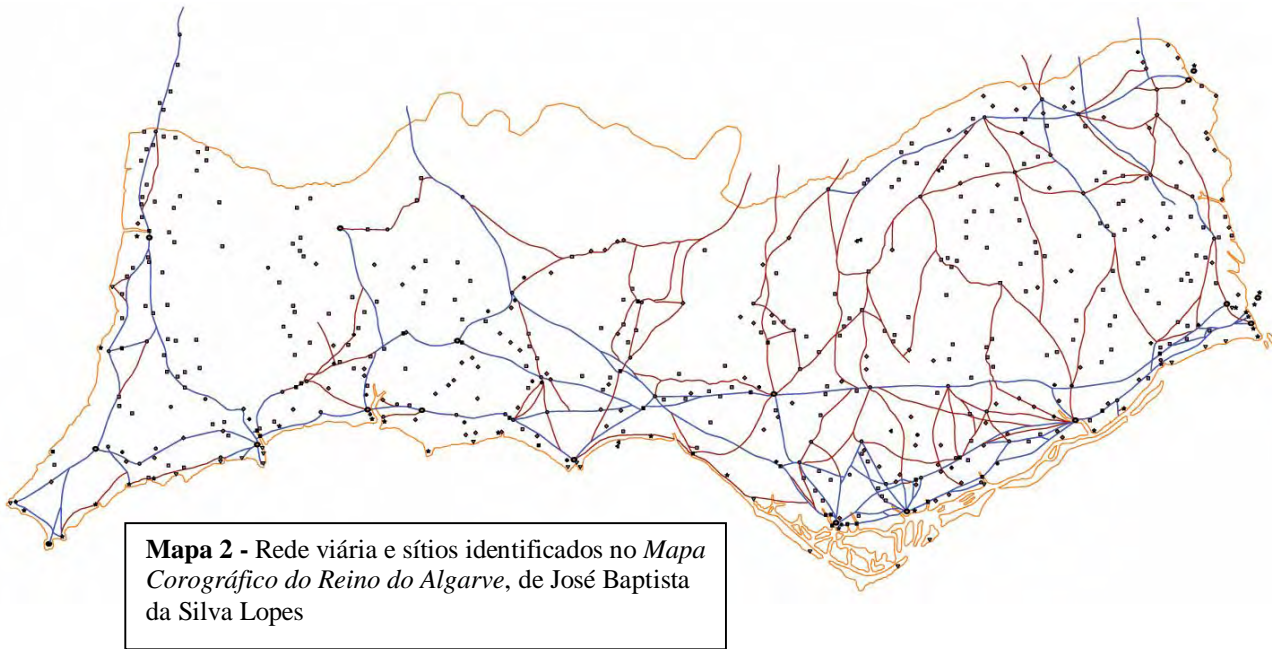 Mapa 2 - Rede viária e sítios identificados no Mapa
Corográfico do Reino do Algarve, de José Baptista
da Silva Lopes